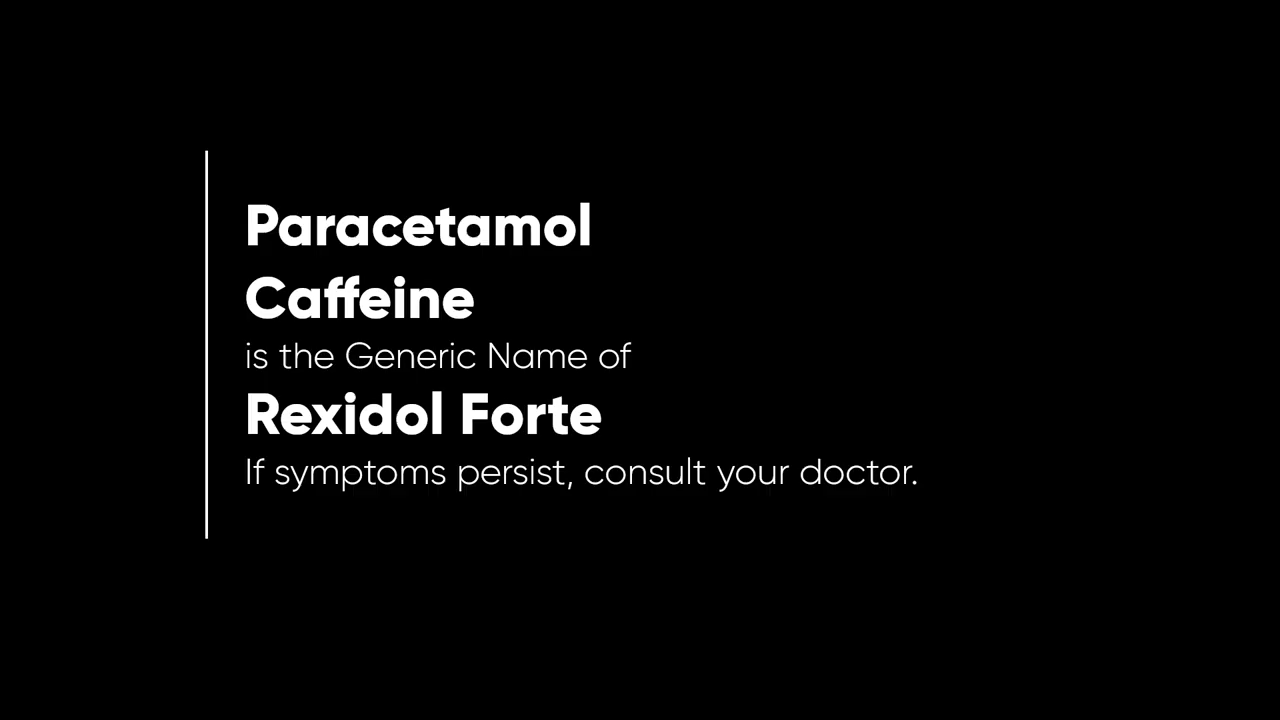 Paracetamol
Caffeine
is the Generic Name of
Rexidol Forte
If symptoms persist, consult your doctor.